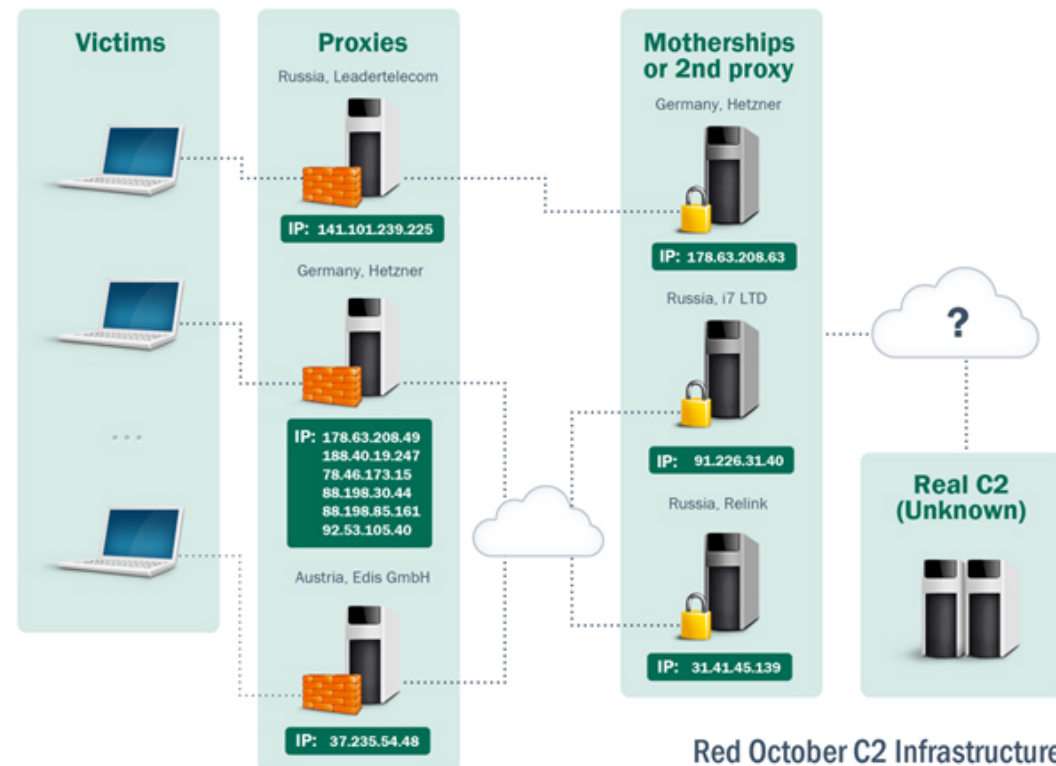 Victims
...
Proxies
Russia, Leadertelecom
IP: 141.101.239.225
Germany, Hetzner
IP: 178.63.208.49
188.40.19.247
78.46.173.15
88.198.30.44
88.198.85.161
92.53.105.40
Austria, Edis GmbH
IP: 37.235.54.48
Motherships
or 2nd proxy
Germany, Hetzner
IP: 178.63.208.63
Russia, i7 LTD
IP: 91.226.31.40
Russia, Relink
IP: 31.41.45.139
?
Real C2
(Unknown)
Red October C2 Infrastructure